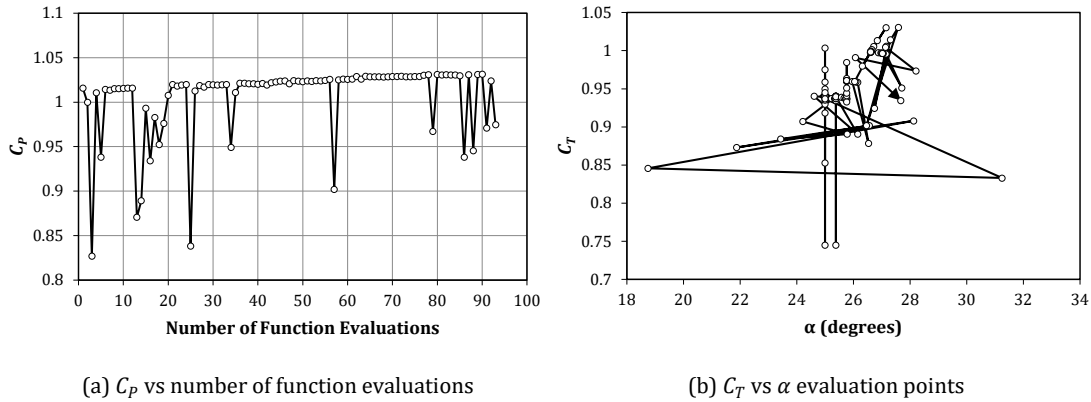 1.1
1.05
1
0.95
0.9
0.85
0.8
C_P
0 10 20 30 40 50 60 70 80 90 100
Number of Function Evaluations
(a) C_P vs number of function evaluations
1.05
1
0.95
0.9
0.85
0.8
0.75
0.7
C_T
18 20 22 24 26 28 30 32 34
α (degrees)
(b) C_T vs α evaluation points